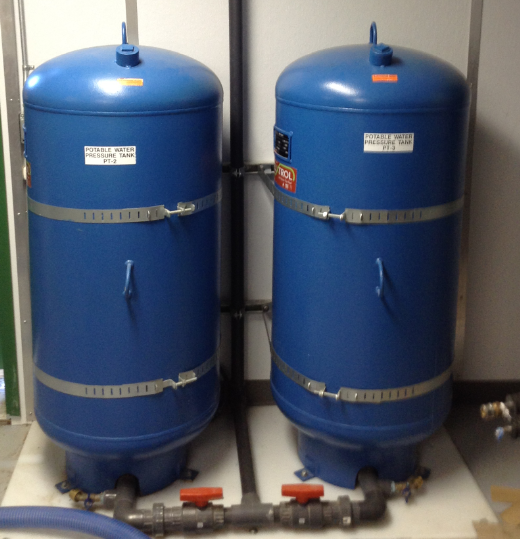 POTABLE WATER
PRESSURE TANK
PT-2
POTABLE WATER
PRESSURE TANK
PT-3
TROL